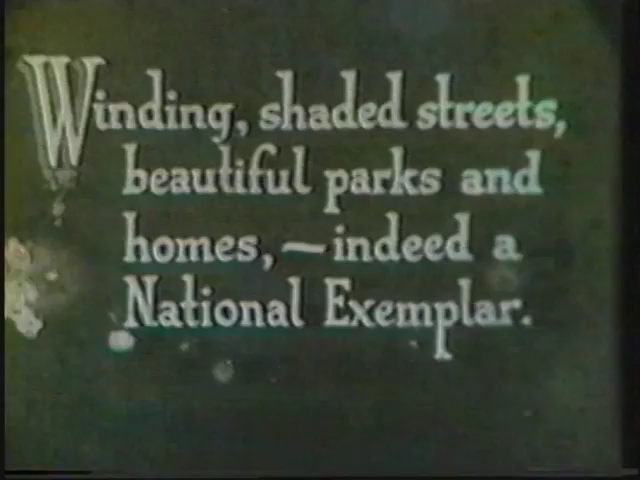 Winding, shaded streets,
beautiful parks and
homes,—indeed a
National Exemplar.